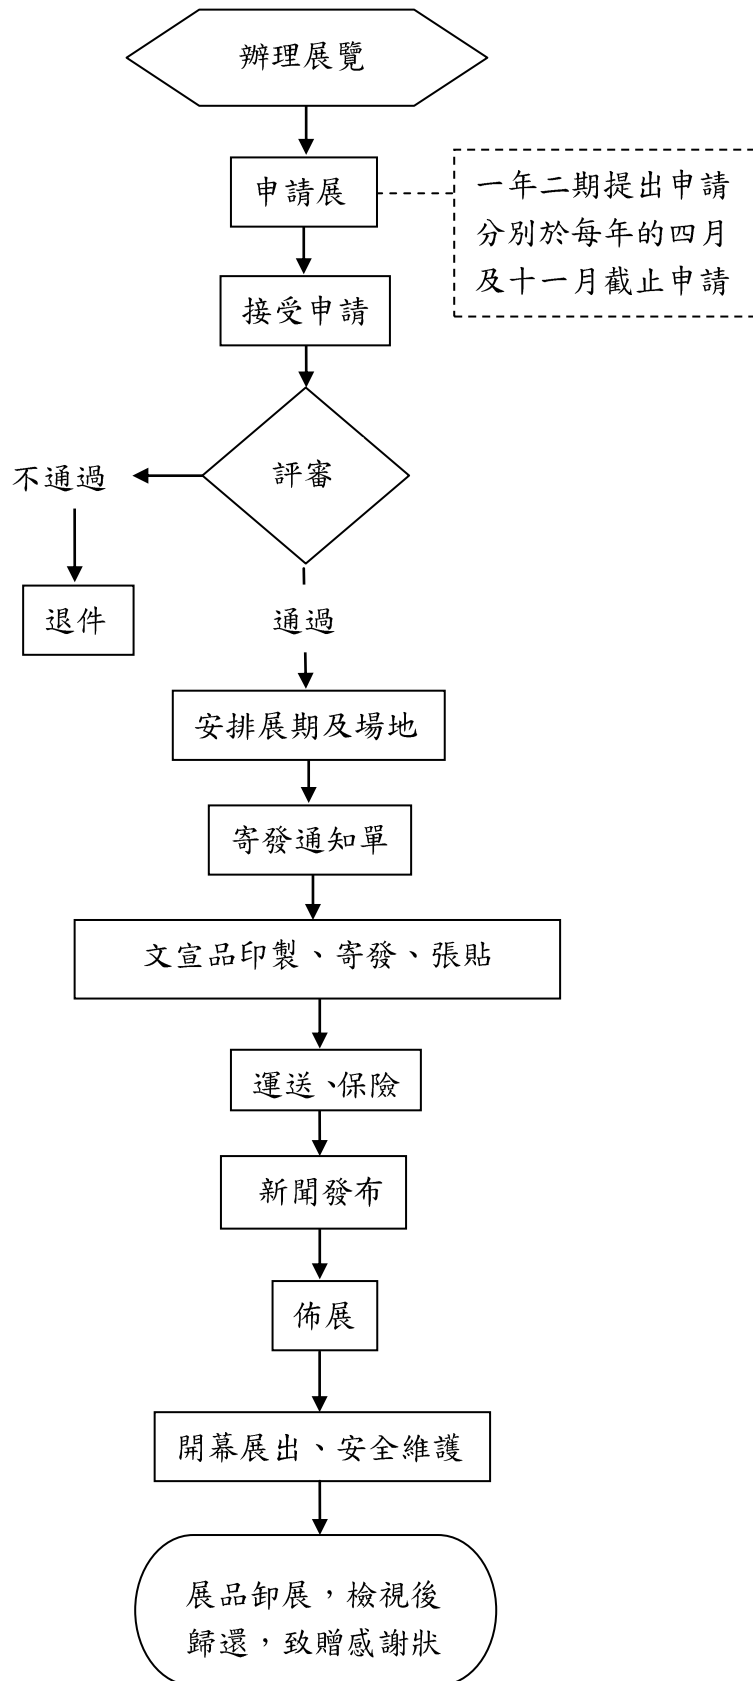 辦理展覽
申請展
一年二期提出申請
分別於每年的四月
及十一月截止申請
接受申請
評審
不通過
退件
通過
安排展期及場地
寄發通知單
文宣品印製、寄發、張貼
運送、保險
新聞發布
佈展
開幕展出、安全維護
展品卸展，檢視後
歸還，致贈感謝狀